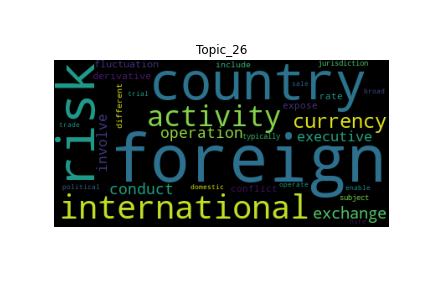 Topic_26
fluctuation
include
jurisdiction
derivative
country
risk
different
sale
rate
broad
trial
expose
activity
currency
trade
involve
operation
typically
executive
foreign
political
conduct
domestic
conflict
operate
enable
subject
international
exchange